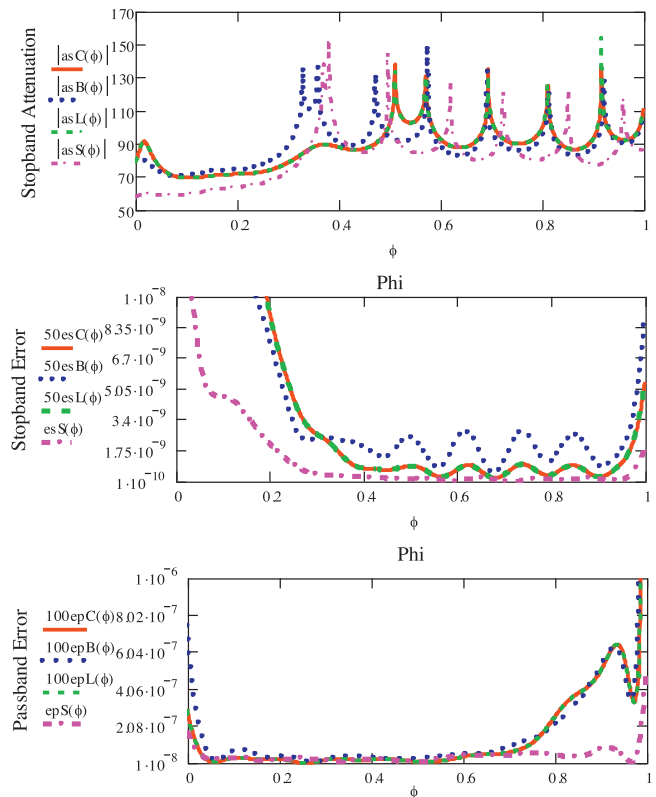 Stopband Attenuation
|asC(ϕ)|
|asB(ϕ)|
|asL(ϕ)|
|asS(ϕ)|
170
150
130
110
90
70
50
0
0.2
0.4
0.6
0.8
1
ϕ
Phi
Stopband Error
50esC(ϕ)
50esB(ϕ)
50esL(ϕ)
esS(ϕ)
1·10⁻⁸
8.35·10⁻⁹
6.7·10⁻⁹
5.05·10⁻⁹
3.4·10⁻⁹
1.75·10⁻⁹
1·10⁻¹⁰
0
0.2
0.4
0.6
0.8
1
ϕ
Phi
Passband Error
100epC(ϕ)
100epB(ϕ)
100epL(ϕ)
epS(ϕ)
1·10⁻⁶
8.02·10⁻⁷
6.04·10⁻⁷
4.06·10⁻⁷
2.08·10⁻⁷
1·10⁻⁸
0
0.2
0.4
0.6
0.8
1
ϕ